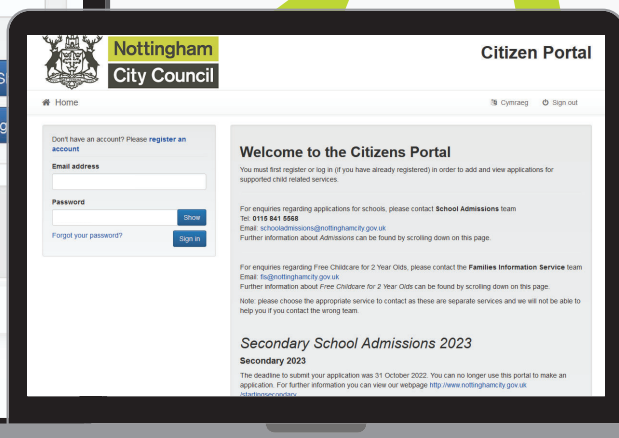 Nottingham
City Council
Citizen Portal
Home
Cymraeg
Sign out
Don't have an account? Please register an
account
Email address
Password
Show
Forgot your password?
Sign in
Welcome to the Citizens Portal
You must first register or log in (if you have already registered) in order to add and view applications for
supported child related services.
For enquiries regarding applications for schools, please contact School Admissions team
Tel: 0115 841 5568
Email: schooladmissions@nottinghamcity.gov.uk
Further information about Admissions can be found by scrolling down on this page.
For enquiries regarding Free Childcare for 2 Year Olds, please contact the Families Information Service team
Email: fis@nottinghamcity.gov.uk
Further information about Free Childcare for 2 Year Olds can be found by scrolling down on this page.
Note: please choose the appropriate service to contact as these are separate services and we will not be able to
help you if you contact the wrong team.
Secondary School Admissions 2023
Secondary 2023
The deadline to submit your application was 31 October 2022. You can no longer use this portal to make an
application. For further information you can view our webpage http://www.nottinghamcity.gov.uk
/startingsecondary